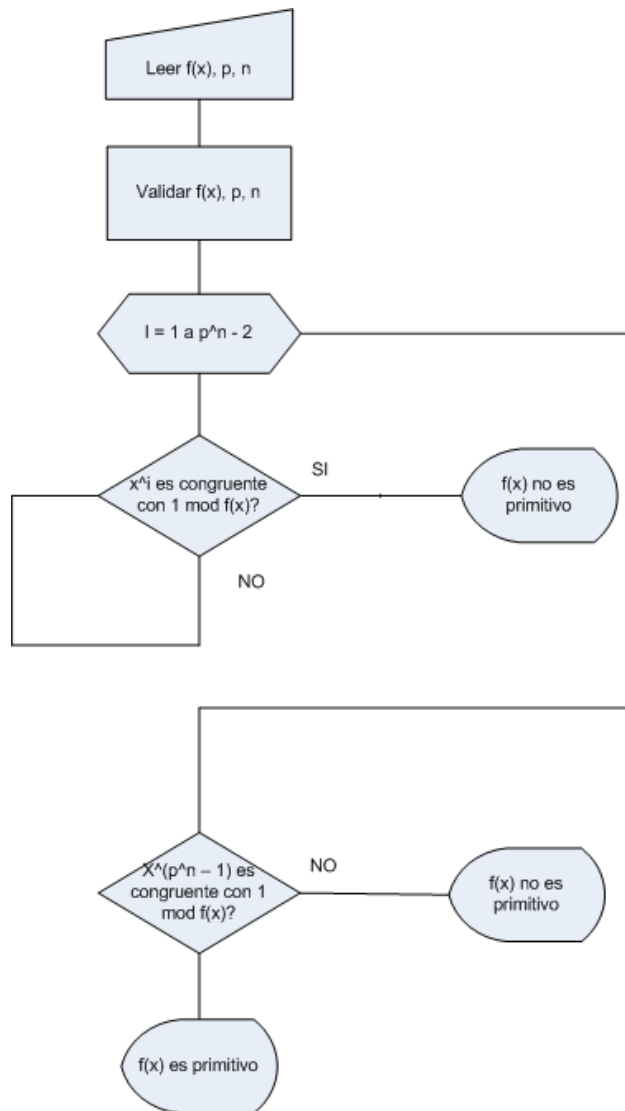 Leer f(x), p, n
Validar f(x), p, n
I = 1 a p^n - 2
x^i es congruente
con 1 mod f(x)?
SI
f(x) no es
primitivo
NO
X^(p^n – 1) es
congruente con 1
mod f(x)?
NO
f(x) no es
primitivo
f(x) es primitivo